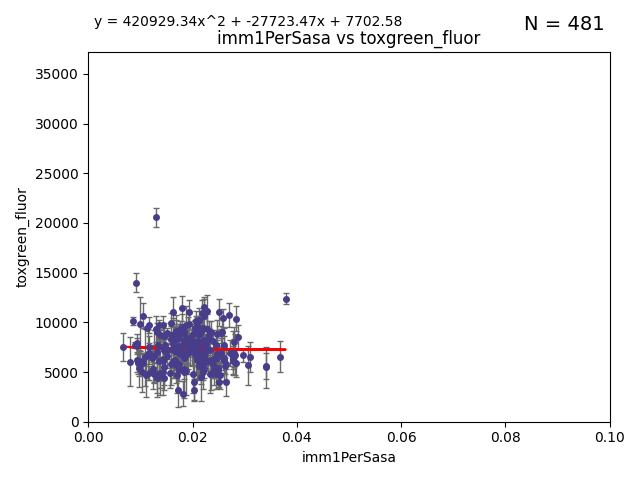 y = 420929.34x^2 + -27723.47x + 7702.58
N = 481
imm1PerSasa vs toxgreen_fluor
35000
30000
25000
20000
15000
10000
5000
0
toxgreen_fluor
0.00 0.02 0.04 0.06 0.08 0.10
imm1PerSasa